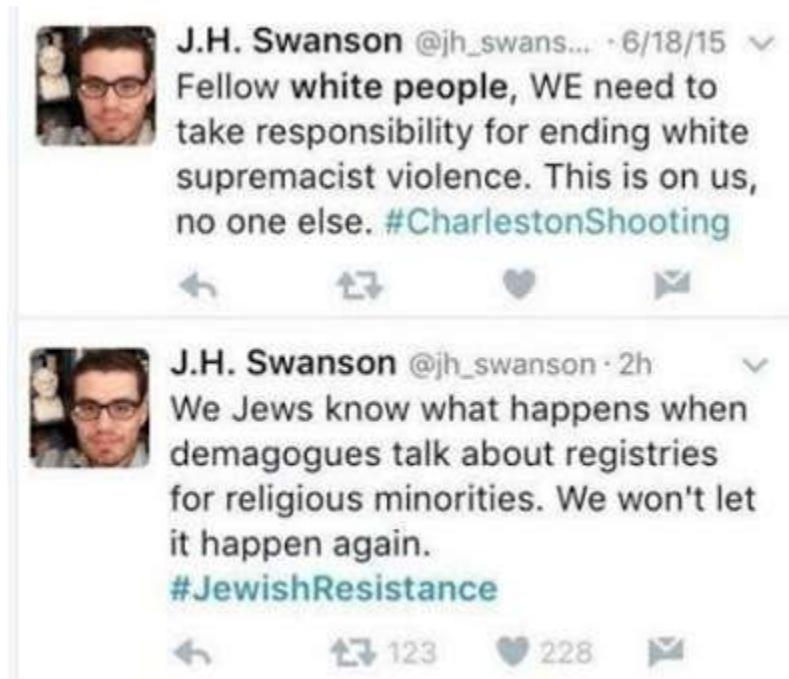 J.H. Swanson @jh_swans... · 6/18/15
Fellow white people, WE need to
take responsibility for ending white
supremacist violence. This is on us,
no one else. #CharlestonShooting
J.H. Swanson @jh_swanson · 2h
We Jews know what happens when
demagogues talk about registries
for religious minorities. We won't let
it happen again.
#JewishResistance
123 228